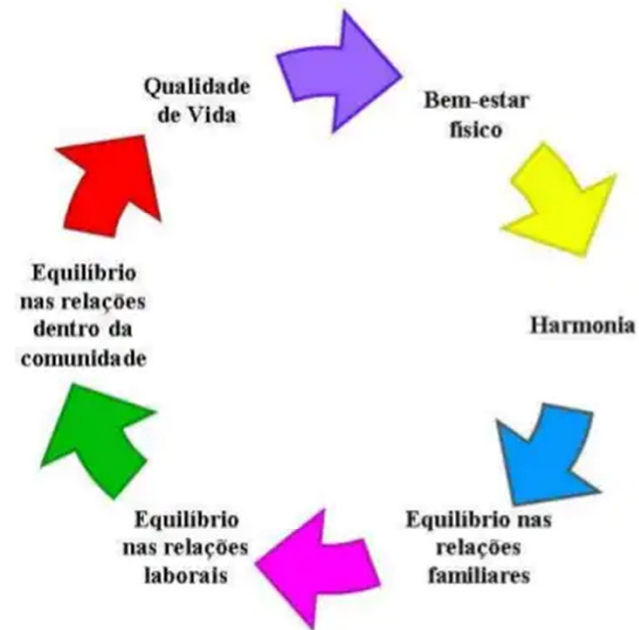 Qualidade
de Vida
Bem-estar
físico
Harmonia
Equilíbrio nas
relações
familiares
Equilíbrio
nas relações
laborais
Equilíbrio
nas relações
dentro da
comunidade